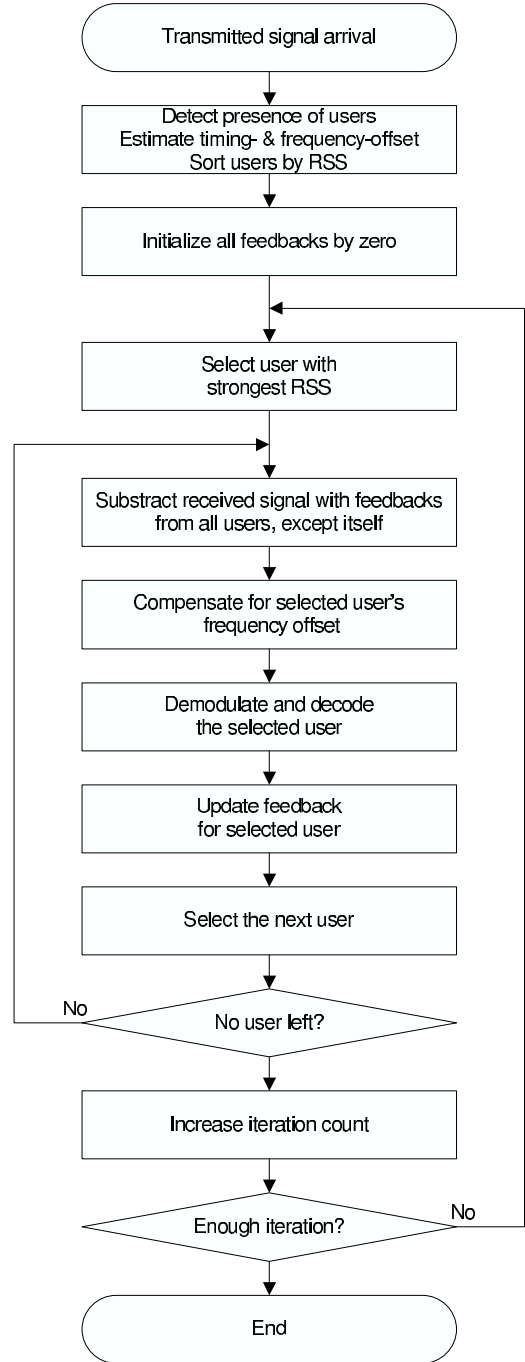 Transmitted signal arrival
Detect presence of users
Estimate timing- & frequency-offset
Sort users by RSS
Initialize all feedbacks by zero
Select user with
strongest RSS
Substract received signal with feedbacks
from all users, except itself
Compensate for selected user's
frequency offset
Demodulate and decode
the selected user
Update feedback
for selected user
Select the next user
No
No user left?
Increase iteration count
Enough iteration?
No
End